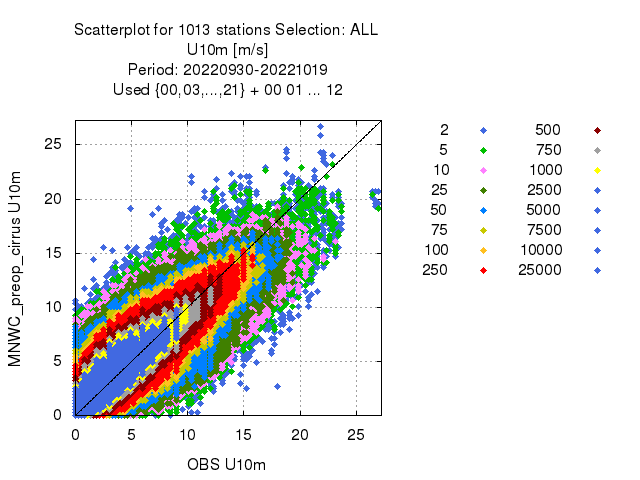 Scatterplot for 1013 stations Selection: ALL
U10m [m/s]
Period: 20220930-20221019
Used {00,03,...,21} + 00 01 ... 12
MNWC_preop_cirrus U10m
25
20
15
10
5
0
0 5 10 15 20 25
OBS U10m
2 500
5 750
10 1000
25 2500
50 5000
75 7500
100 10000
250 25000